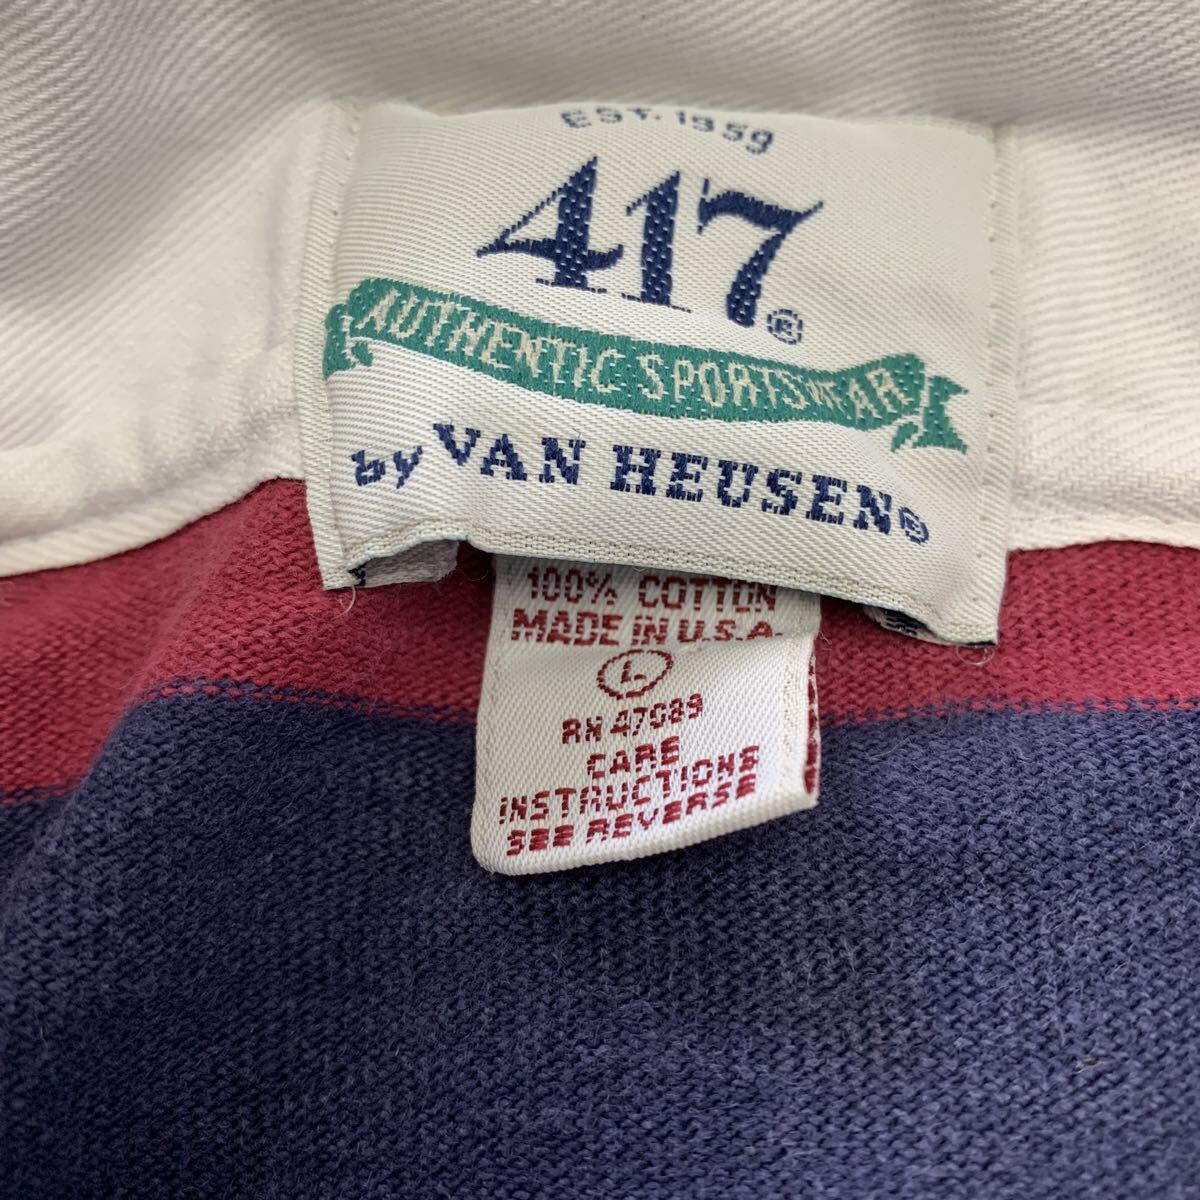 EST. 1959
417®
AUTHENTIC SPORTSWEAR
by VAN HEUSEN®
100% COTTON
MADE IN U.S.A.
L
RN 47089
CARE
INSTRUCTIONS
SEE REVERSE